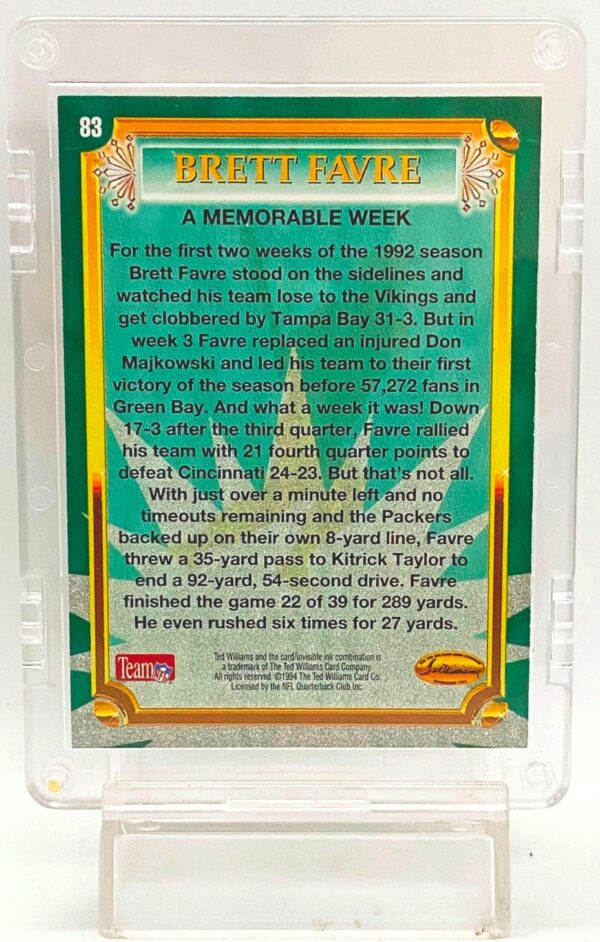 83
BRETT FAVRE
A MEMORABLE WEEK
For the first two weeks of the 1992 season
Brett Favre stood on the sidelines and
watched his team lose to the Vikings and
get clobbered by Tampa Bay 31-3. But in
week 3 Favre replaced an injured Don
Majkowski and led his team to their first
victory of the season before 57,272 fans in
Green Bay. And what a week it was! Down
17-3 after the third quarter, Favre rallied
his team with 21 fourth quarter points to
defeat Cincinnati 24-23. But that's not all.
With just over a minute left and no
timeouts remaining and the Packers
backed up on their own 8-yard line, Favre
threw a 35-yard pass to Kitrick Taylor to
end a 92-yard, 54-second drive. Favre
finished the game 22 of 39 for 289 yards.
He even rushed six times for 27 yards.
Ted Williams and the card/invisible ink combination is
a trademark of The Ted Williams Card Company.
All rights reserved. ©1994 The Ted Williams Card Co.
Licensed by the NFL Quarterback Club Inc.
Team NFL